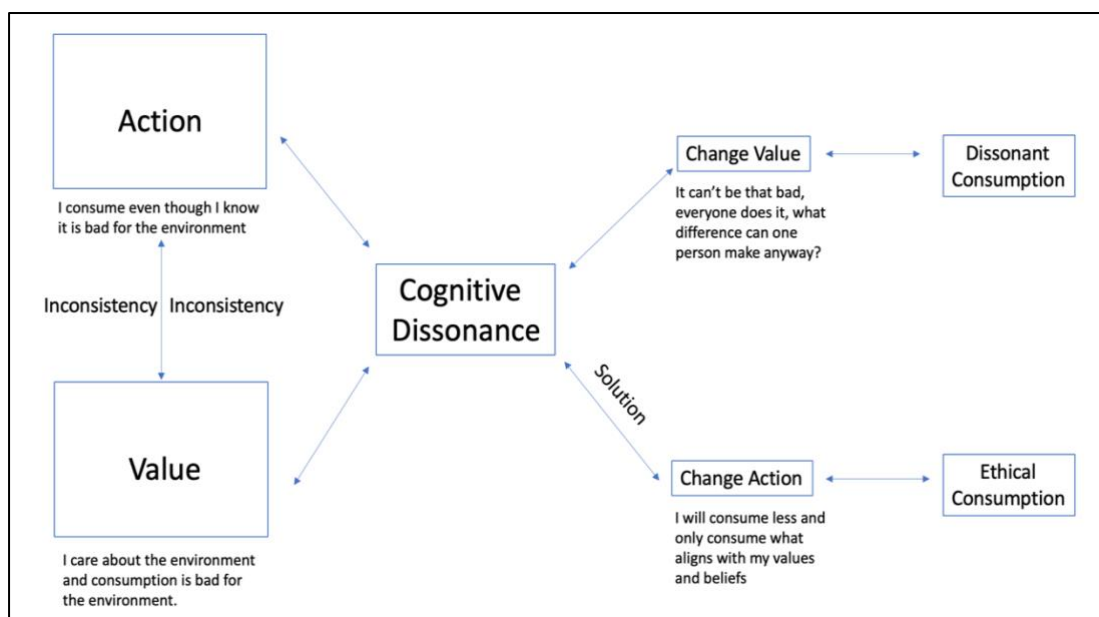 Action
I consume even though I know
it is bad for the environment
Inconsistency
Inconsistency
Value
I care about the environment
and consumption is bad for
the environment.
Cognitive
Dissonance
Change Value
It can’t be that bad,
everyone does it, what
difference can one
person make anyway?
Dissonant
Consumption
Solution
Change Action
I will consume less and
only consume what
aligns with my values
and beliefs
Ethical
Consumption